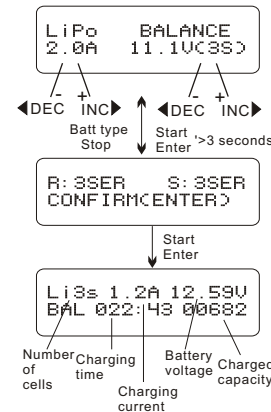 LiPo BALANCE
2.0A 11.1V(3S)
- + - +
◀DEC INC▶ ◀DEC INC▶
Batt type
Stop
Start
Enter
'>3 seconds
R:3SER S:3SER
CONFIRM(ENTER)
Start
Enter
Li3s 1.2A 12.59V
BAL 022:43 00682
Number
of
cells
Charging
time
Charging
current
Battery
voltage
Charged
capacity